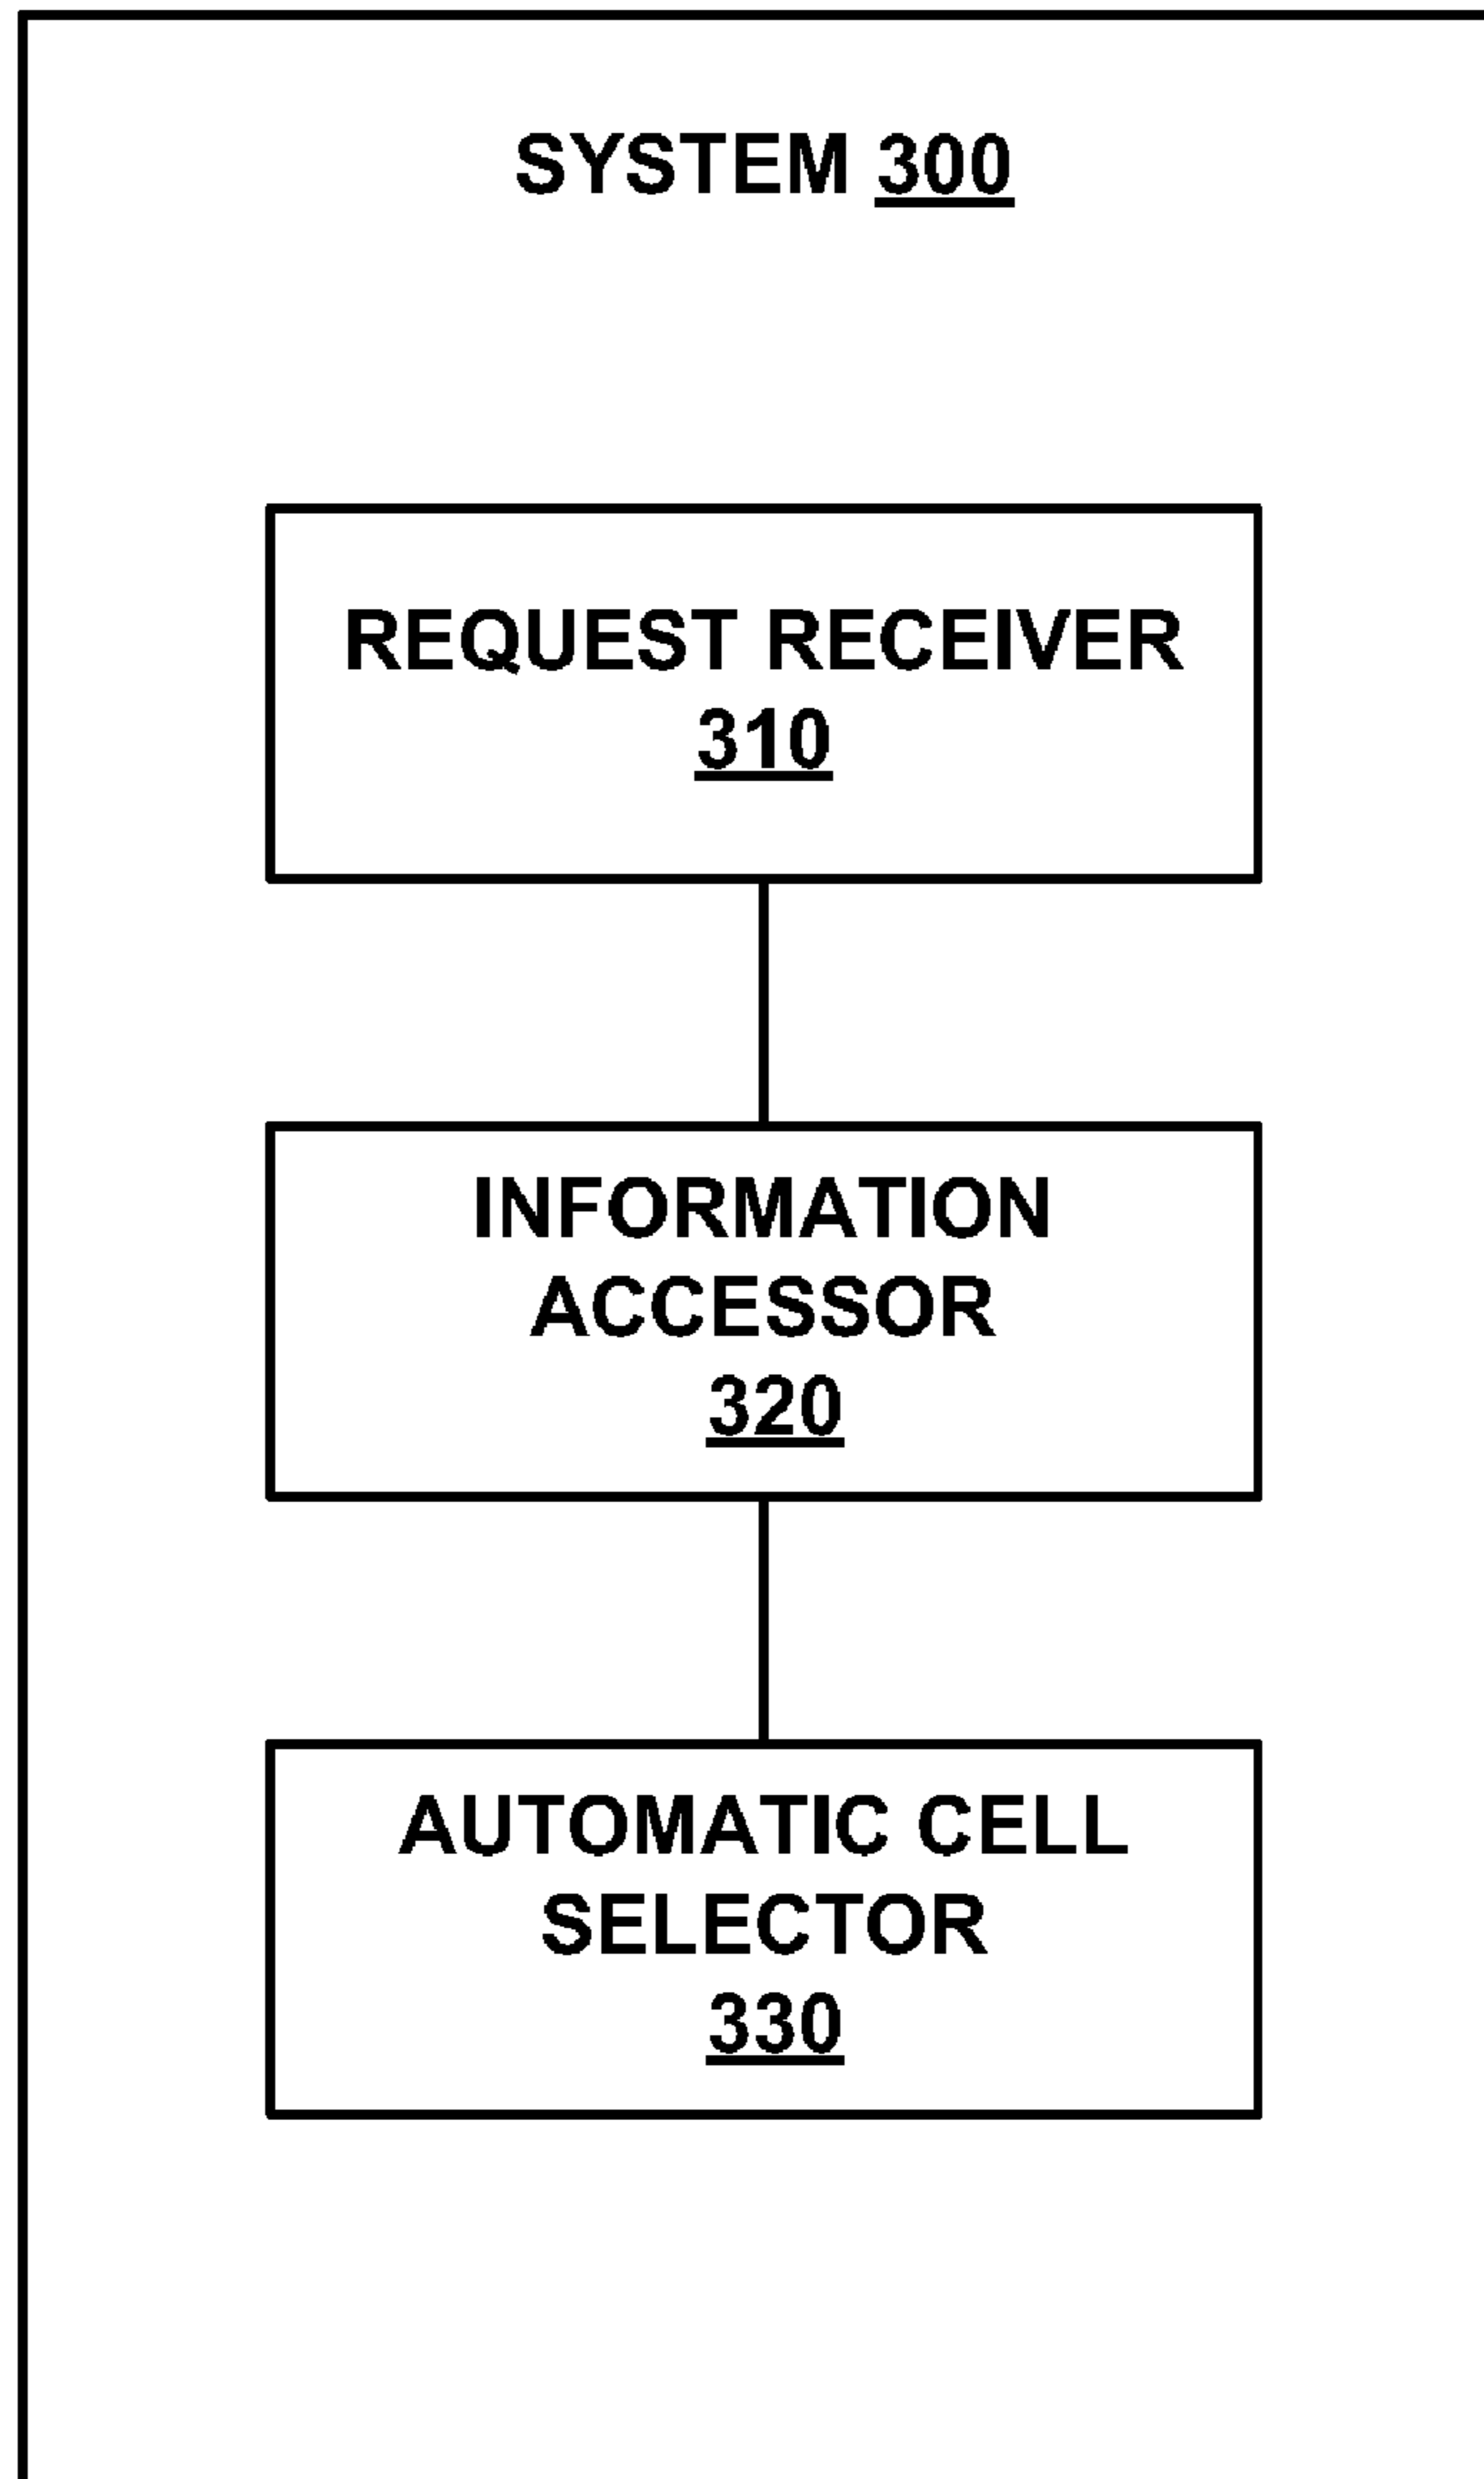 SYSTEM 300
REQUEST RECEIVER
310
INFORMATION
ACCESSOR
320
AUTOMATIC CELL
SELECTOR
330